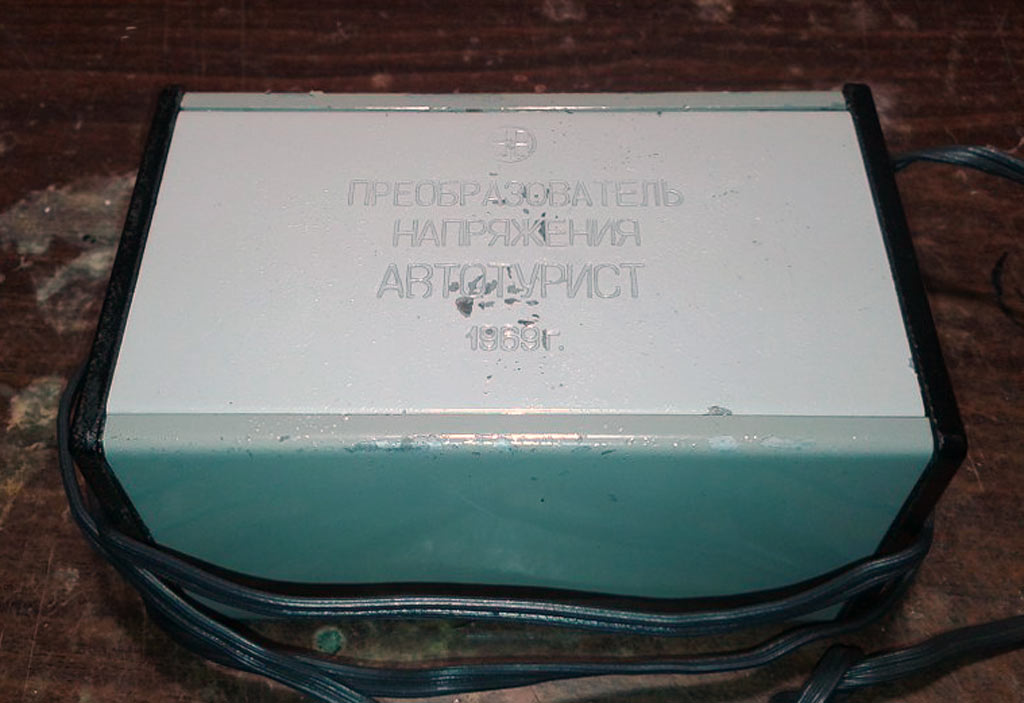 ПРЕОБРАЗОВАТЕЛЬ
НАПРЯЖЕНИЯ
АВТОТУРИСТ
1969г.